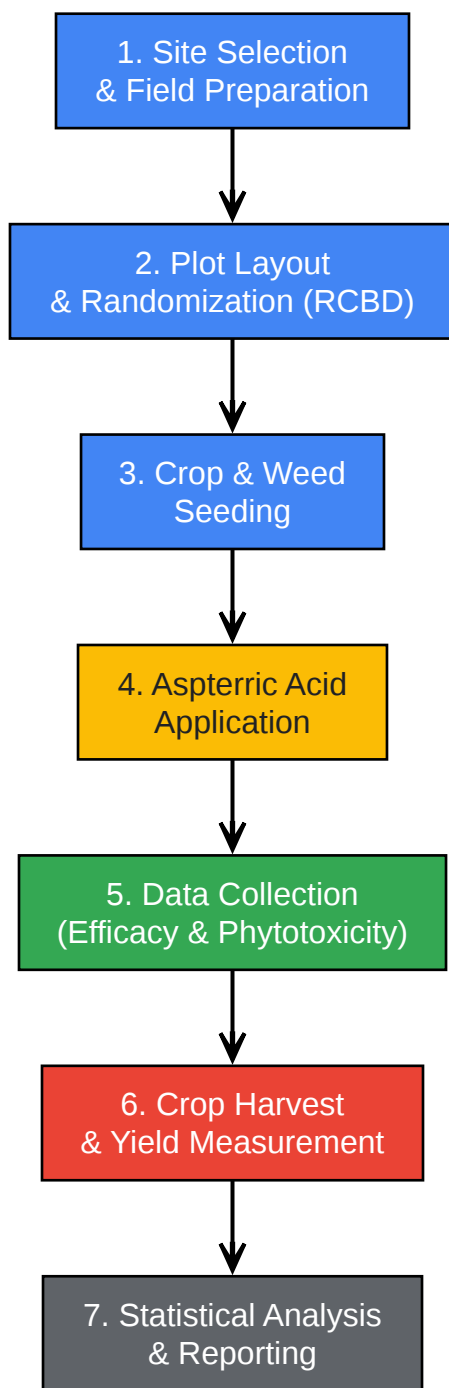 1. Site Selection
& Field Preparation
2. Plot Layout
& Randomization (RCBD)
3. Crop & Weed
Seeding
4. Aspterric Acid
Application
5. Data Collection
(Efficacy & Phytotoxicity)
6. Crop Harvest
& Yield Measurement
7. Statistical Analysis
& Reporting